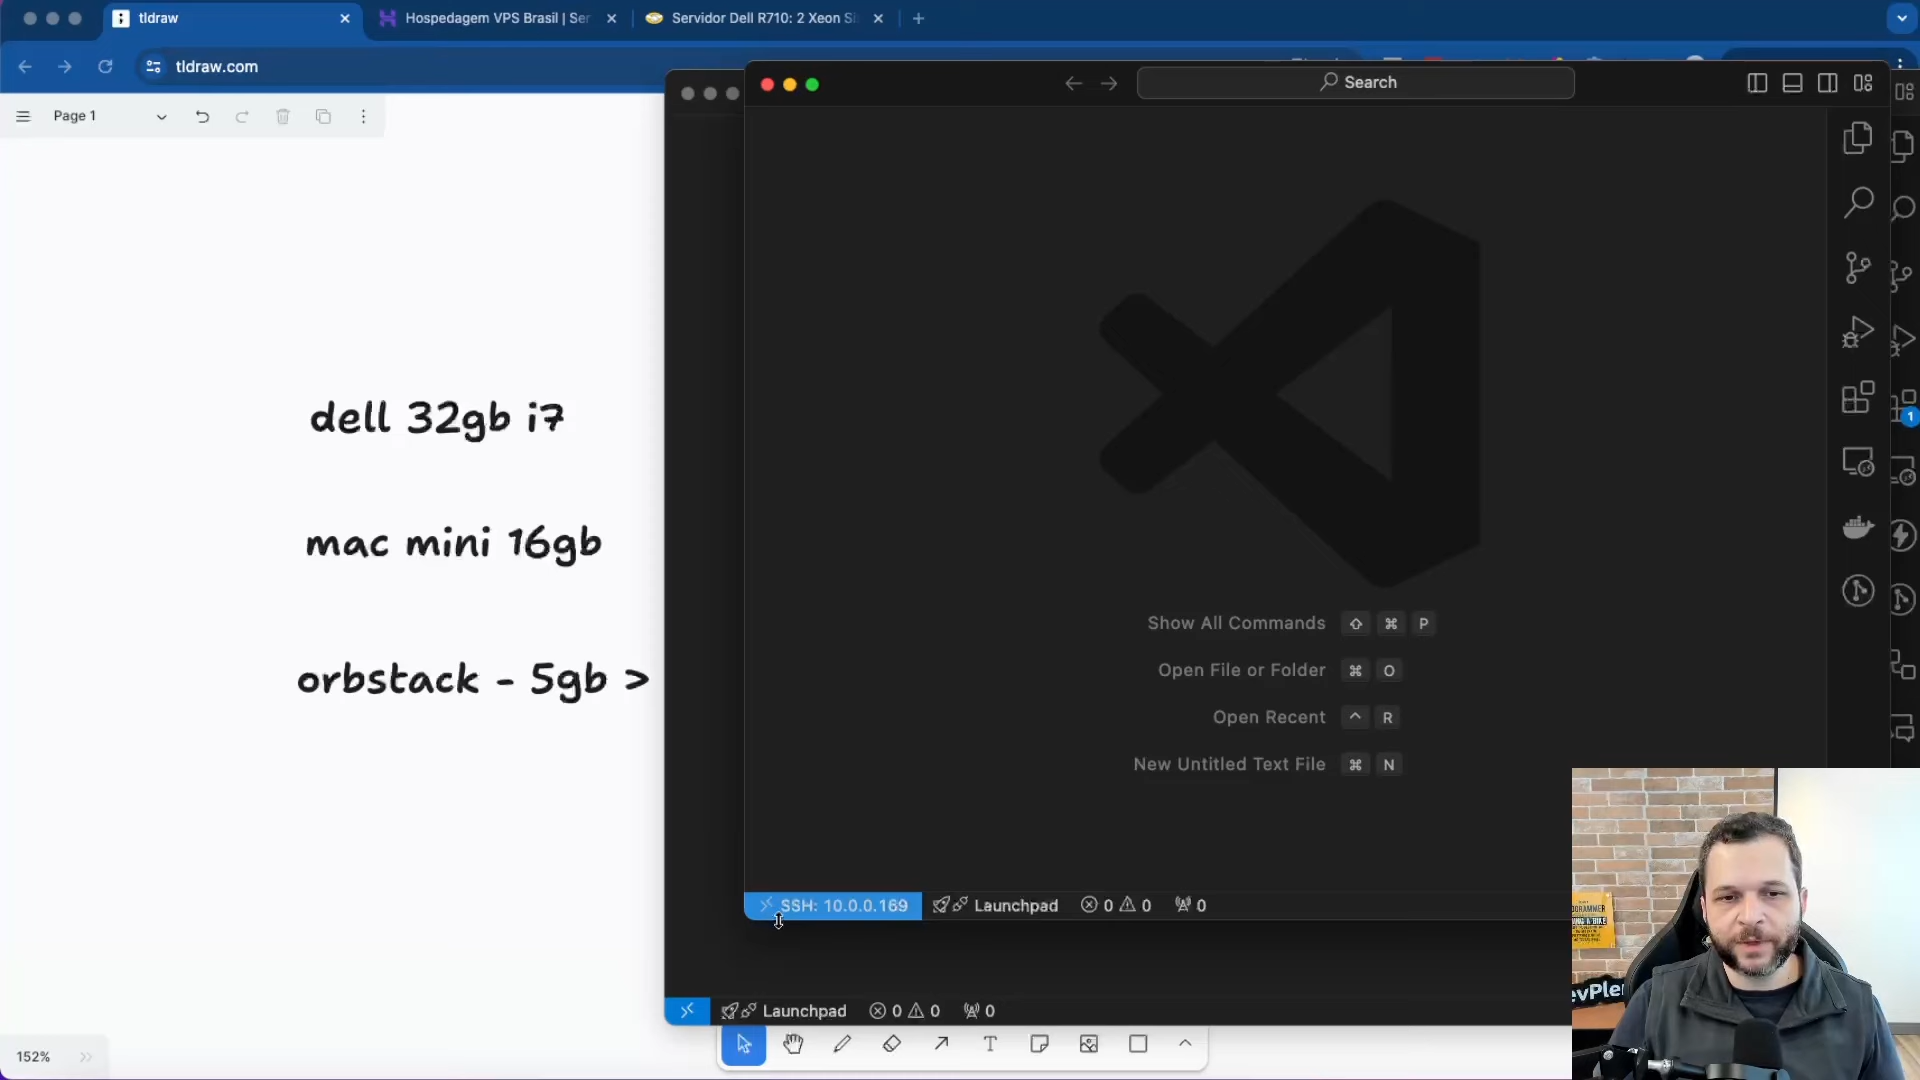 tldraw
Hospedagem VPS Brasil | Ser
Servidor Dell R710: 2 Xeon Si
tldraw.com
Page 1
Search
dell 32gb i7
mac mini 16gb
orbstack - 5gb >
Show All Commands ⇧ ⌘ P
Open File or Folder ⌘ O
Open Recent ^ R
New Untitled Text File ⌘ N
1
SSH: 10.0.0.169 Launchpad 0 0 0
Launchpad 0 0 0
152%